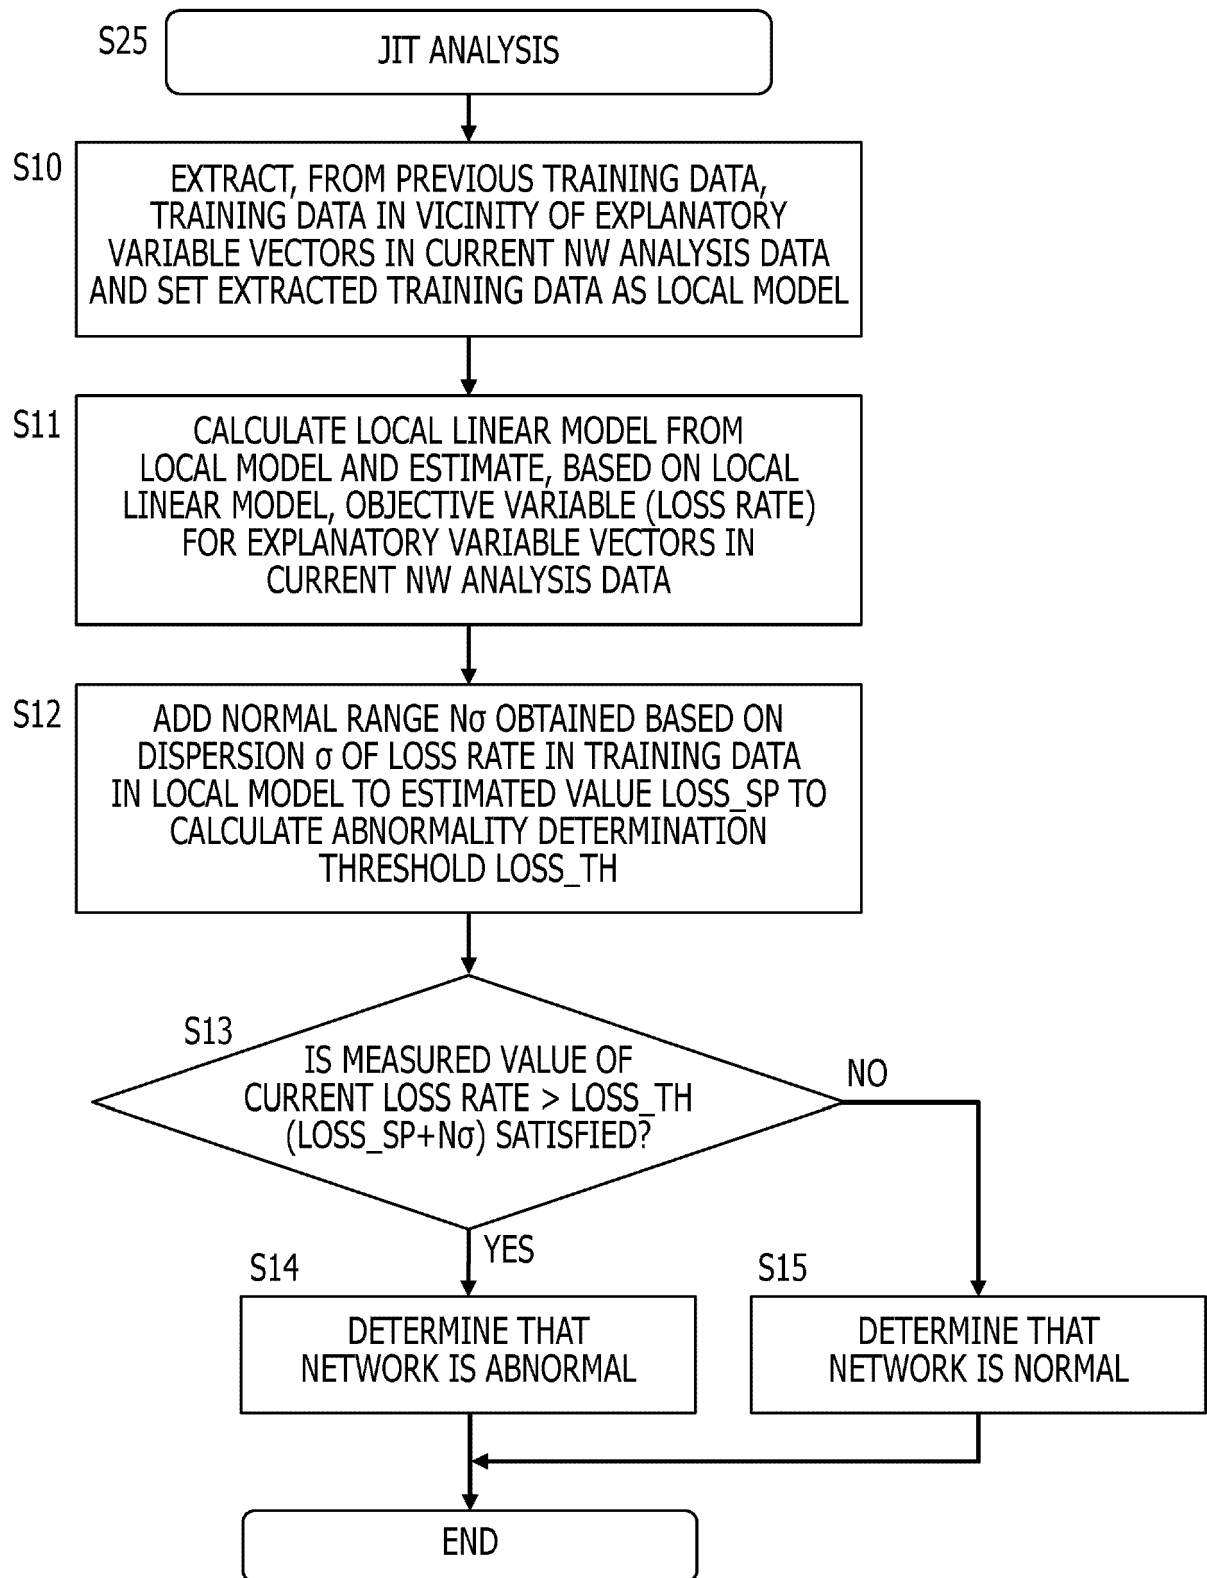 S25
JIT ANALYSIS
S10
EXTRACT, FROM PREVIOUS TRAINING DATA,
TRAINING DATA IN VICINITY OF EXPLANATORY
VARIABLE VECTORS IN CURRENT NW ANALYSIS DATA
AND SET EXTRACTED TRAINING DATA AS LOCAL MODEL
S11
CALCULATE LOCAL LINEAR MODEL FROM
LOCAL MODEL AND ESTIMATE, BASED ON LOCAL
LINEAR MODEL, OBJECTIVE VARIABLE (LOSS RATE)
FOR EXPLANATORY VARIABLE VECTORS IN
CURRENT NW ANALYSIS DATA
S12
ADD NORMAL RANGE Nσ OBTAINED BASED ON
DISPERSION σ OF LOSS RATE IN TRAINING DATA
IN LOCAL MODEL TO ESTIMATED VALUE LOSS_SP TO
CALCULATE ABNORMALITY DETERMINATION
THRESHOLD LOSS_TH
S13
IS MEASURED VALUE OF
CURRENT LOSS RATE > LOSS_TH
(LOSS_SP+Nσ) SATISFIED?
NO
YES
S14
DETERMINE THAT
NETWORK IS ABNORMAL
S15
DETERMINE THAT
NETWORK IS NORMAL
END